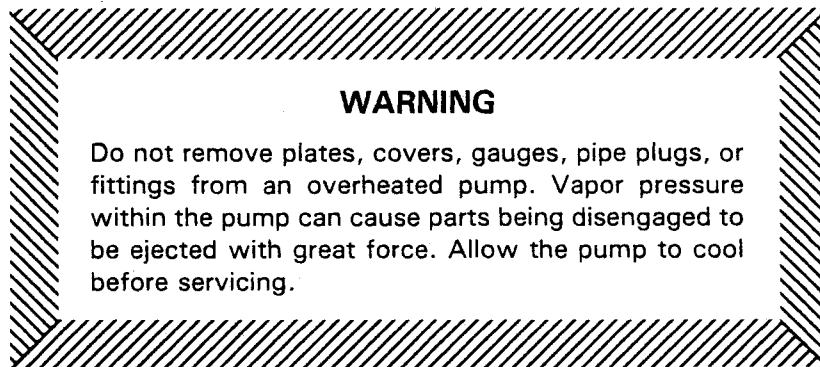 WARNING
Do not remove plates, covers, gauges, pipe plugs, or
fittings from an overheated pump. Vapor pressure
within the pump can cause parts being disengaged to
be ejected with great force. Allow the pump to cool
before servicing.